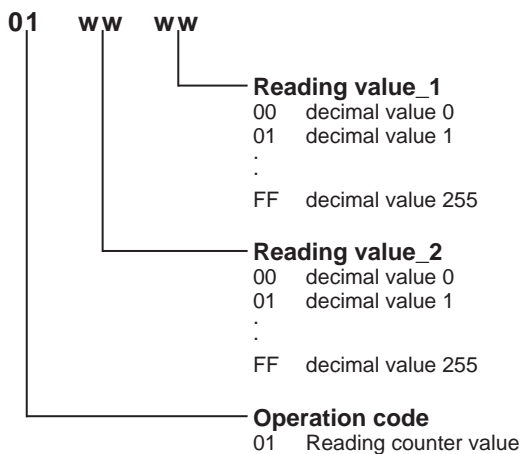 01 ww ww
Reading value_1
00 decimal value 0
01 decimal value 1
.
.
FF decimal value 255
Reading value_2
00 decimal value 0
01 decimal value 1
.
.
FF decimal value 255
Operation code
01 Reading counter value